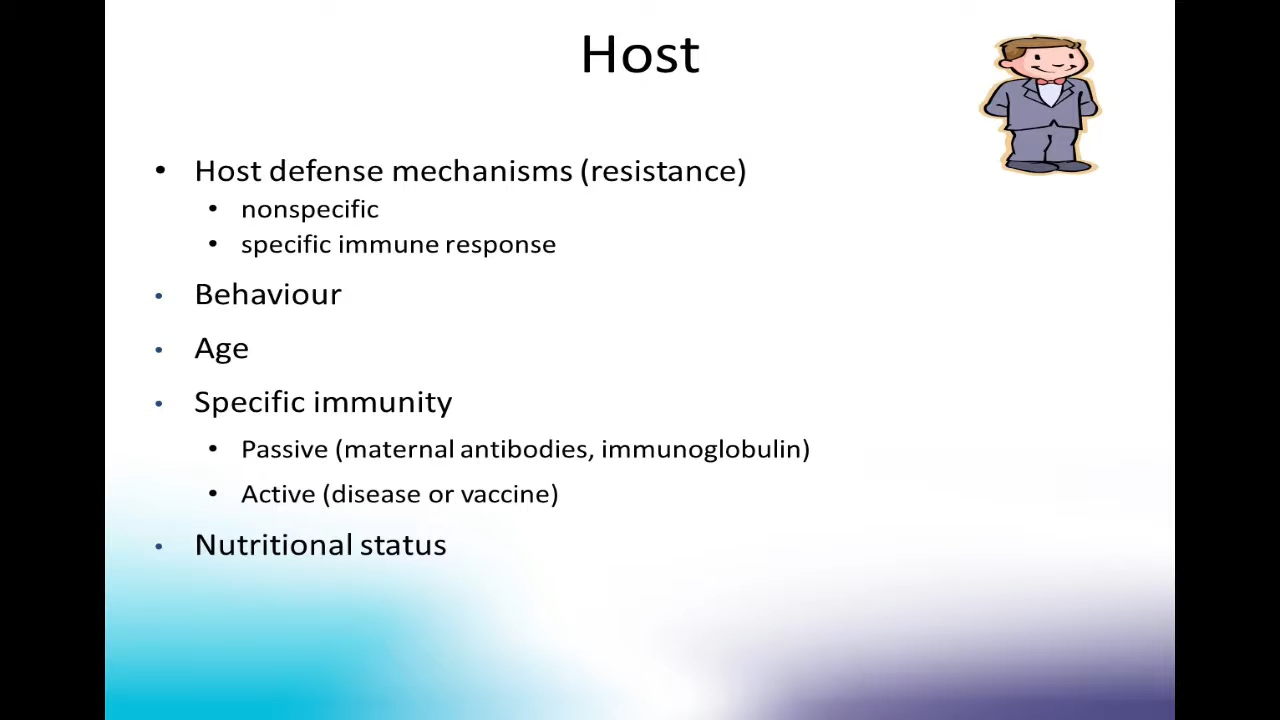 Host
• Host defense mechanisms (resistance)
• nonspecific
• specific immune response
• Behaviour
• Age
• Specific immunity
• Passive (maternal antibodies, immunoglobulin)
• Active (disease or vaccine)
• Nutritional status